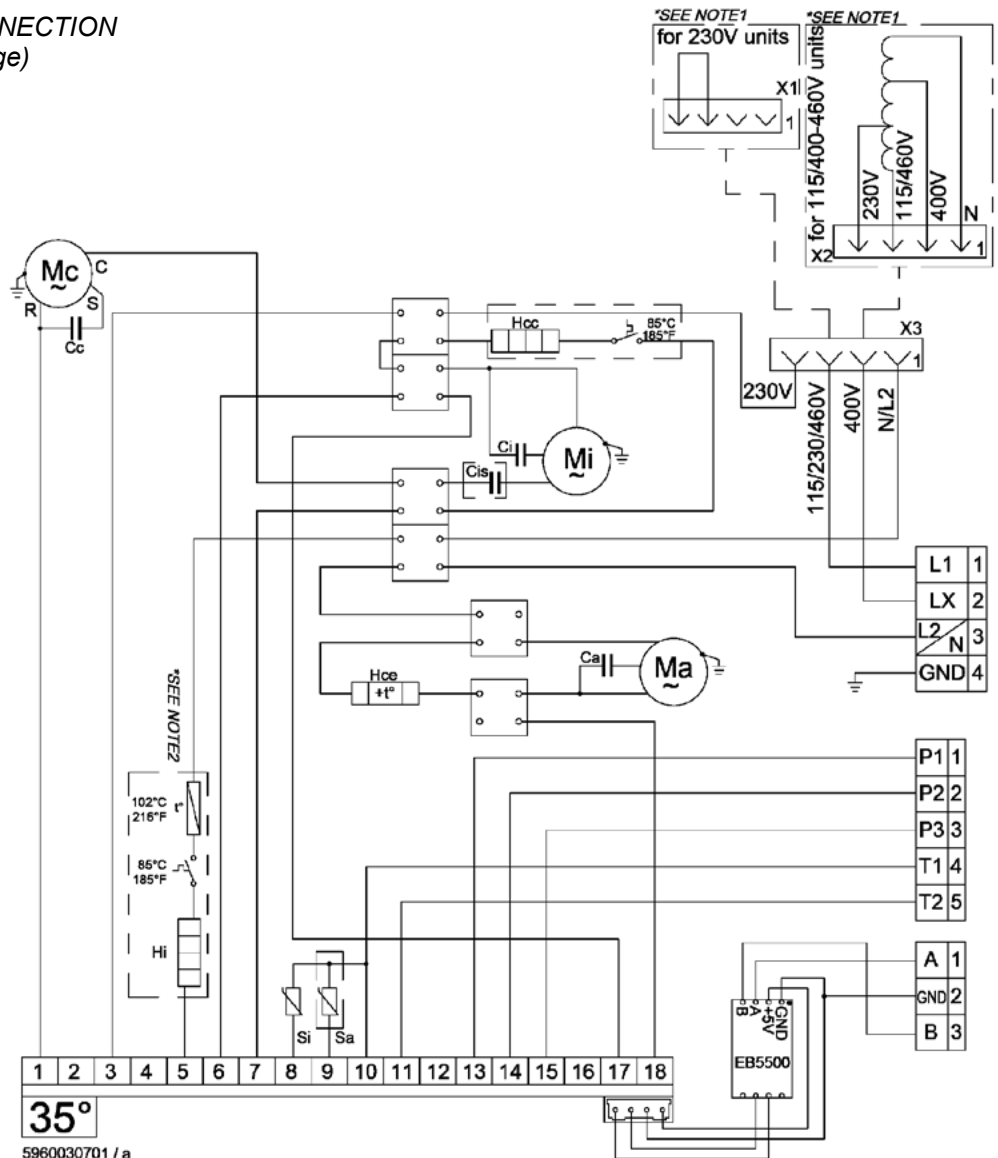 NECTION
ge)
*SEE NOTE1
for 230V units
X1
1
*SEE NOTE1
for 115/400-460V units
230V
115/460V
400V
N
X2
1
Mc
~
C
R
S
Cc
Hcc
85°C
185°F
X3
1
230V
115/230/460V
400V
N/L2
Ci
Mi
~
Cis
L1 1
LX 2
L2/N 3
GND 4
Ca
Ma
~
Hce
+t°
*SEE NOTE2
102°C
216°F
t°
85°C
185°F
Hi
P1 1
P2 2
P3 3
T1 4
T2 5
Si
Sa
A 1
GND 2
B 3
B A +5V GND
EB5500
1 2 3 4 5 6 7 8 9 10 11 12 13 14 15 16 17 18
35°
5960030701 / a